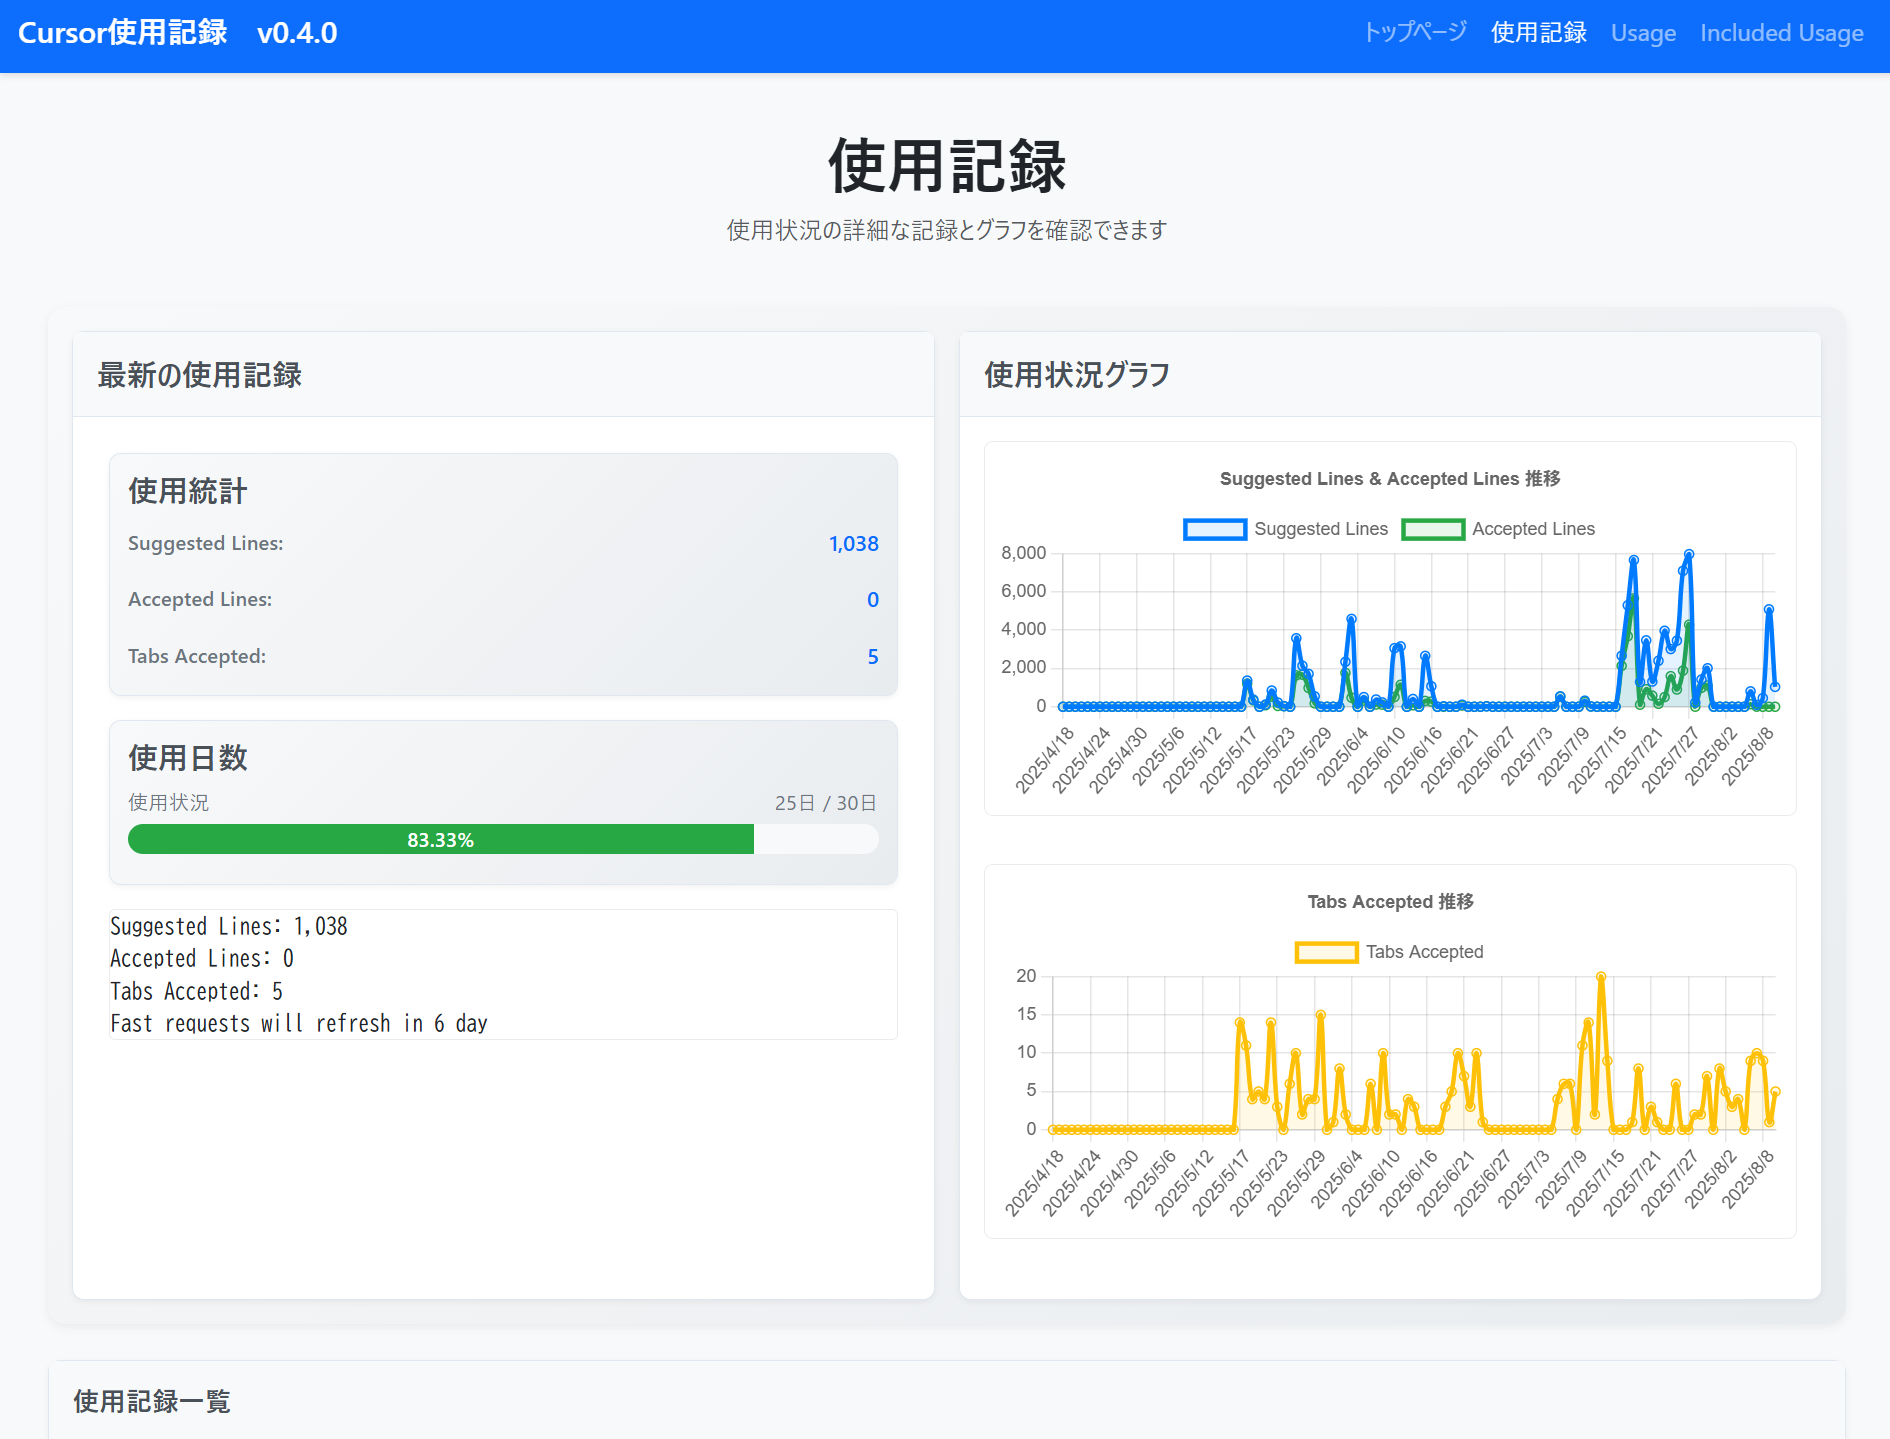 Cursor使用記録 v0.4.0
トップページ 使用記録 Usage Included Usage
使用記録
使用状況の詳細な記録とグラフを確認できます
最新の使用記録
使用統計
Suggested Lines: 1,038
Accepted Lines: 0
Tabs Accepted: 5
使用日数
使用状況 25日 / 30日
83.33%
Suggested Lines: 1,038
Accepted Lines: 0
Tabs Accepted: 5
Fast requests will refresh in 6 day
使用状況グラフ
Suggested Lines & Accepted Lines 推移
Suggested Lines Accepted Lines
8,000
6,000
4,000
2,000
0
2025/4/18 2025/4/24 2025/4/30 2025/5/6 2025/5/12 2025/5/17 2025/5/23 2025/5/29 2025/6/4 2025/6/10 2025/6/16 2025/6/21 2025/6/27 2025/7/3 2025/7/9 2025/7/15 2025/7/21 2025/7/27 2025/8/2 2025/8/8
Tabs Accepted 推移
Tabs Accepted
20
15
10
5
0
2025/4/18 2025/4/24 2025/4/30 2025/5/6 2025/5/12 2025/5/17 2025/5/23 2025/5/29 2025/6/4 2025/6/10 2025/6/16 2025/6/21 2025/6/27 2025/7/3 2025/7/9 2025/7/15 2025/7/21 2025/7/27 2025/8/2 2025/8/8
使用記録一覧